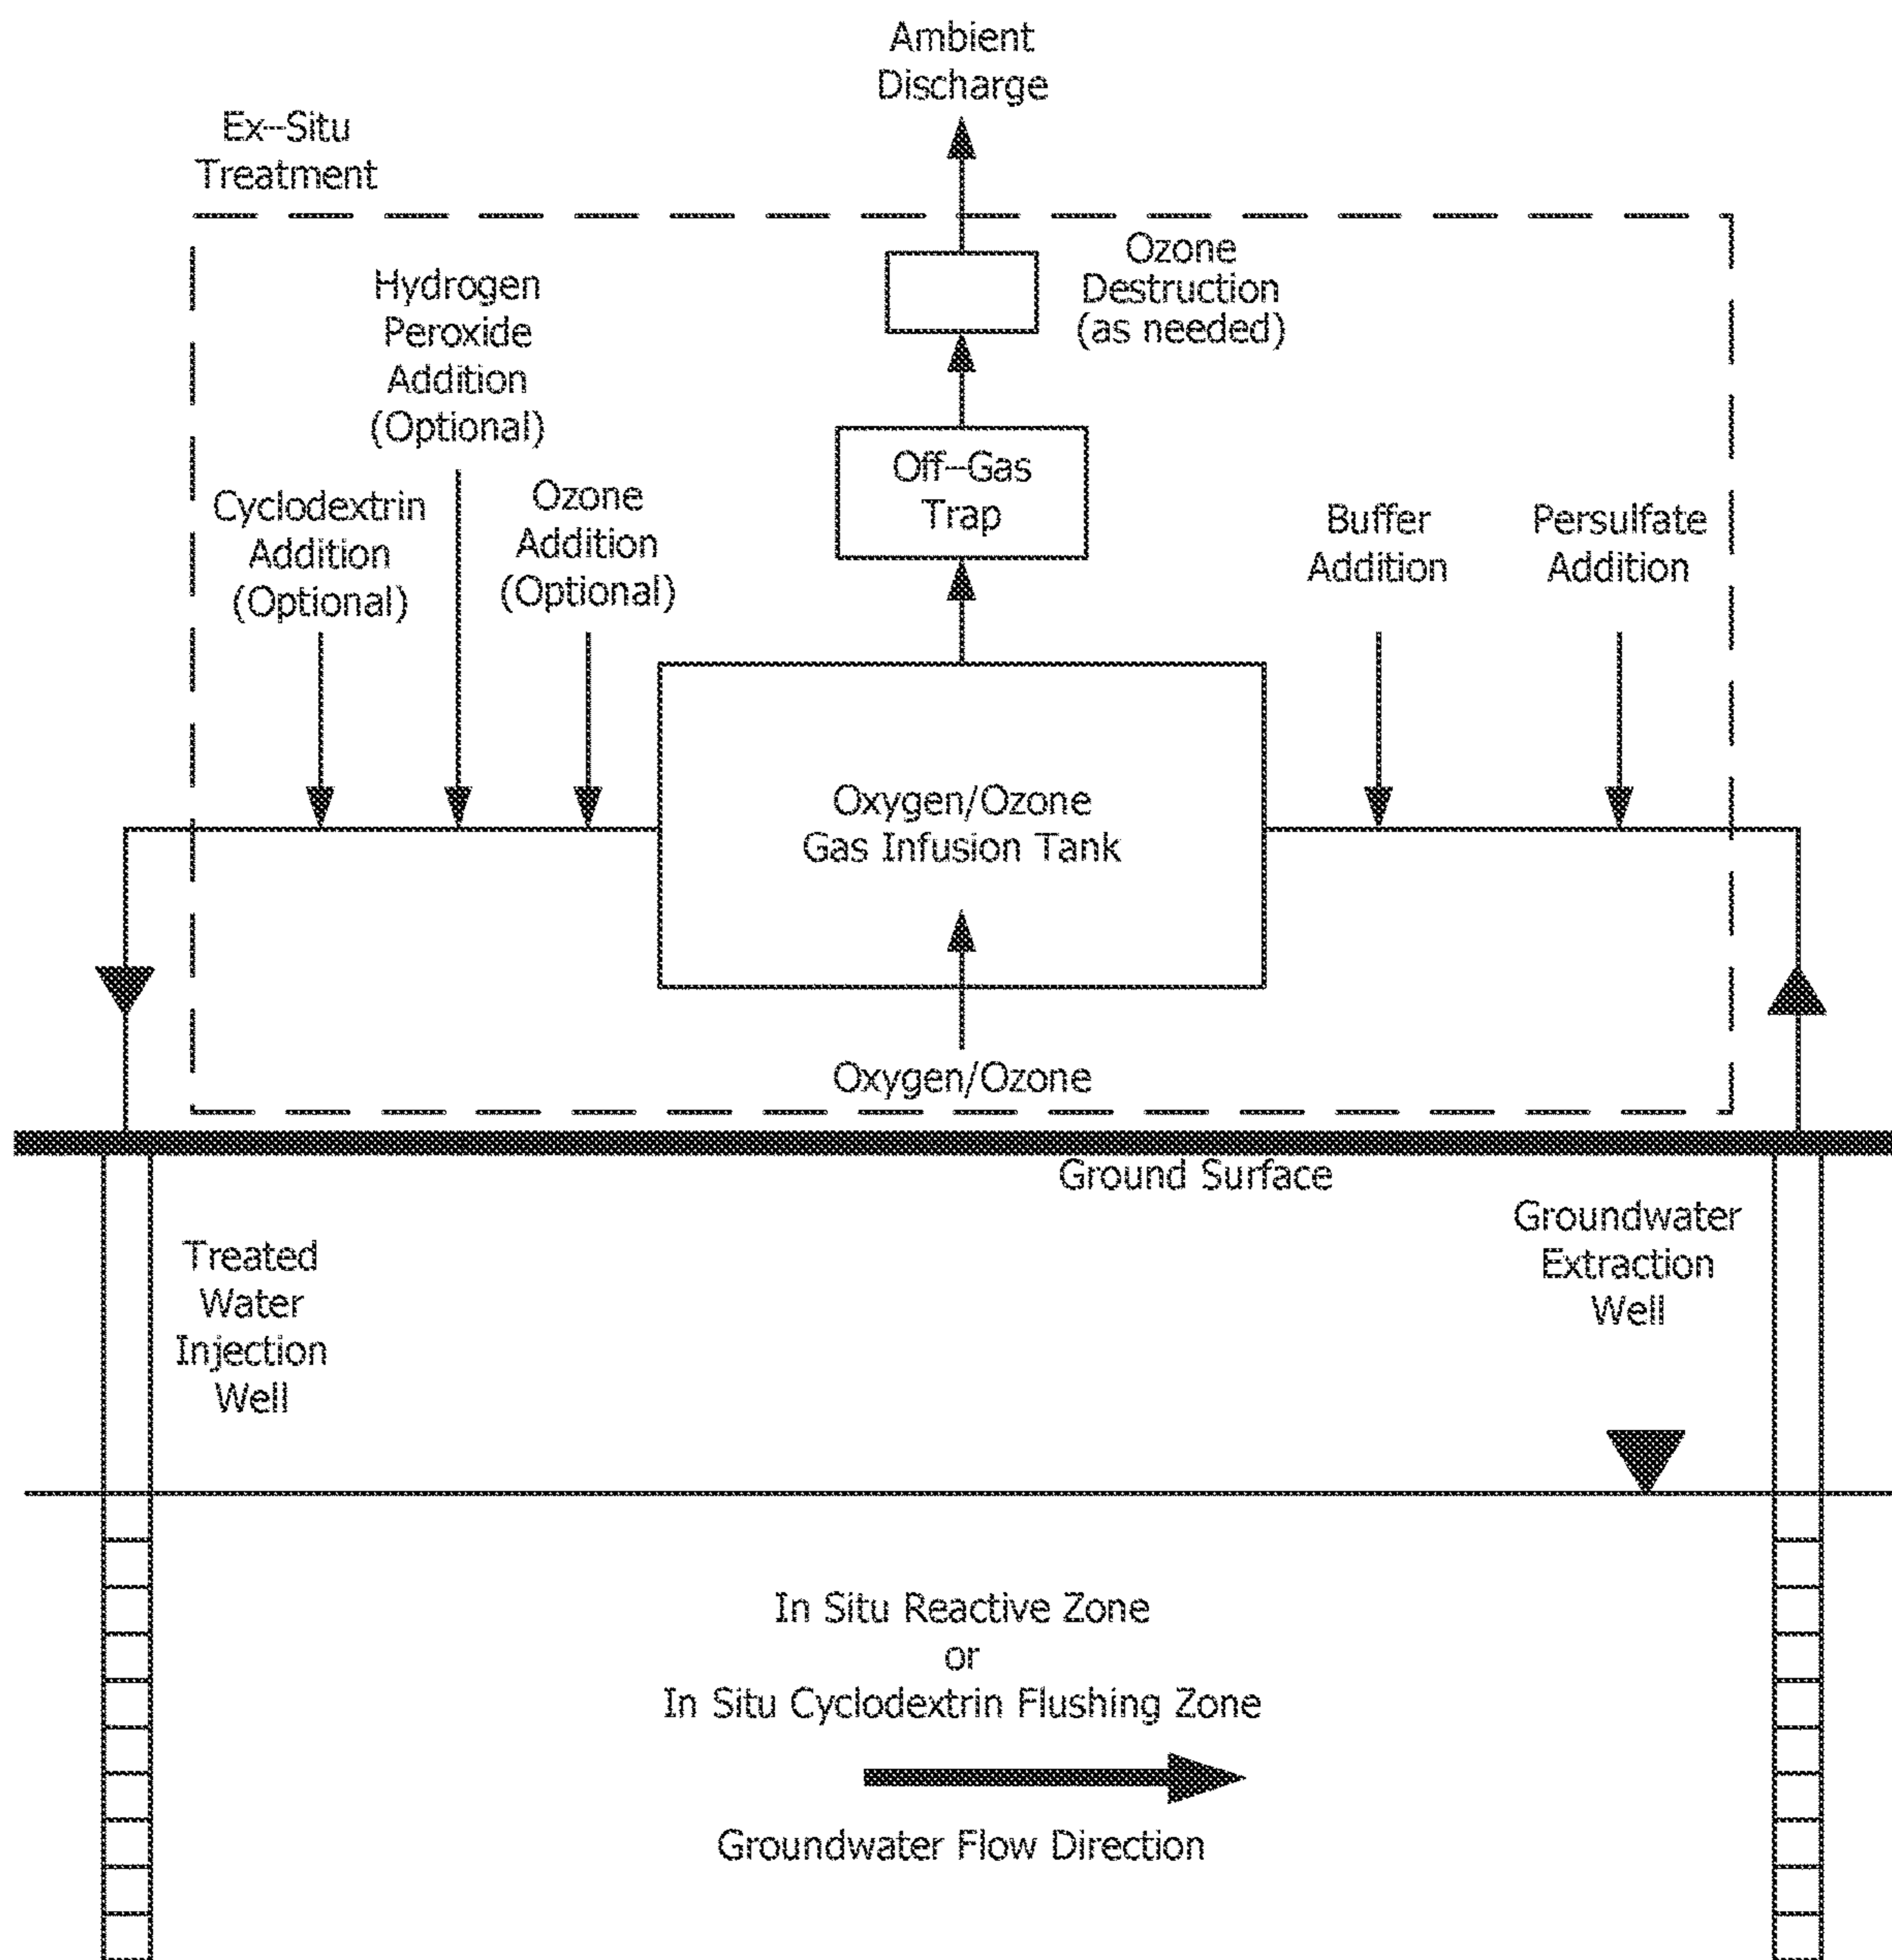 Ambient
Discharge
Ex--Situ
Treatment
Ozone
Destruction
(as needed)
Hydrogen
Peroxide
Addition
(Optional)
Off--Gas
Trap
Cyclodextrin
Addition
(Optional)
Ozone
Addition
(Optional)
Buffer
Addition
Persulfate
Addition
Oxygen/Ozone
Gas Infusion Tank
Oxygen/Ozone
Ground Surface
Treated
Water
Injection
Well
Groundwater
Extraction
Well
In Situ Reactive Zone
or
In Situ Cyclodextrin Flushing Zone
Groundwater Flow Direction